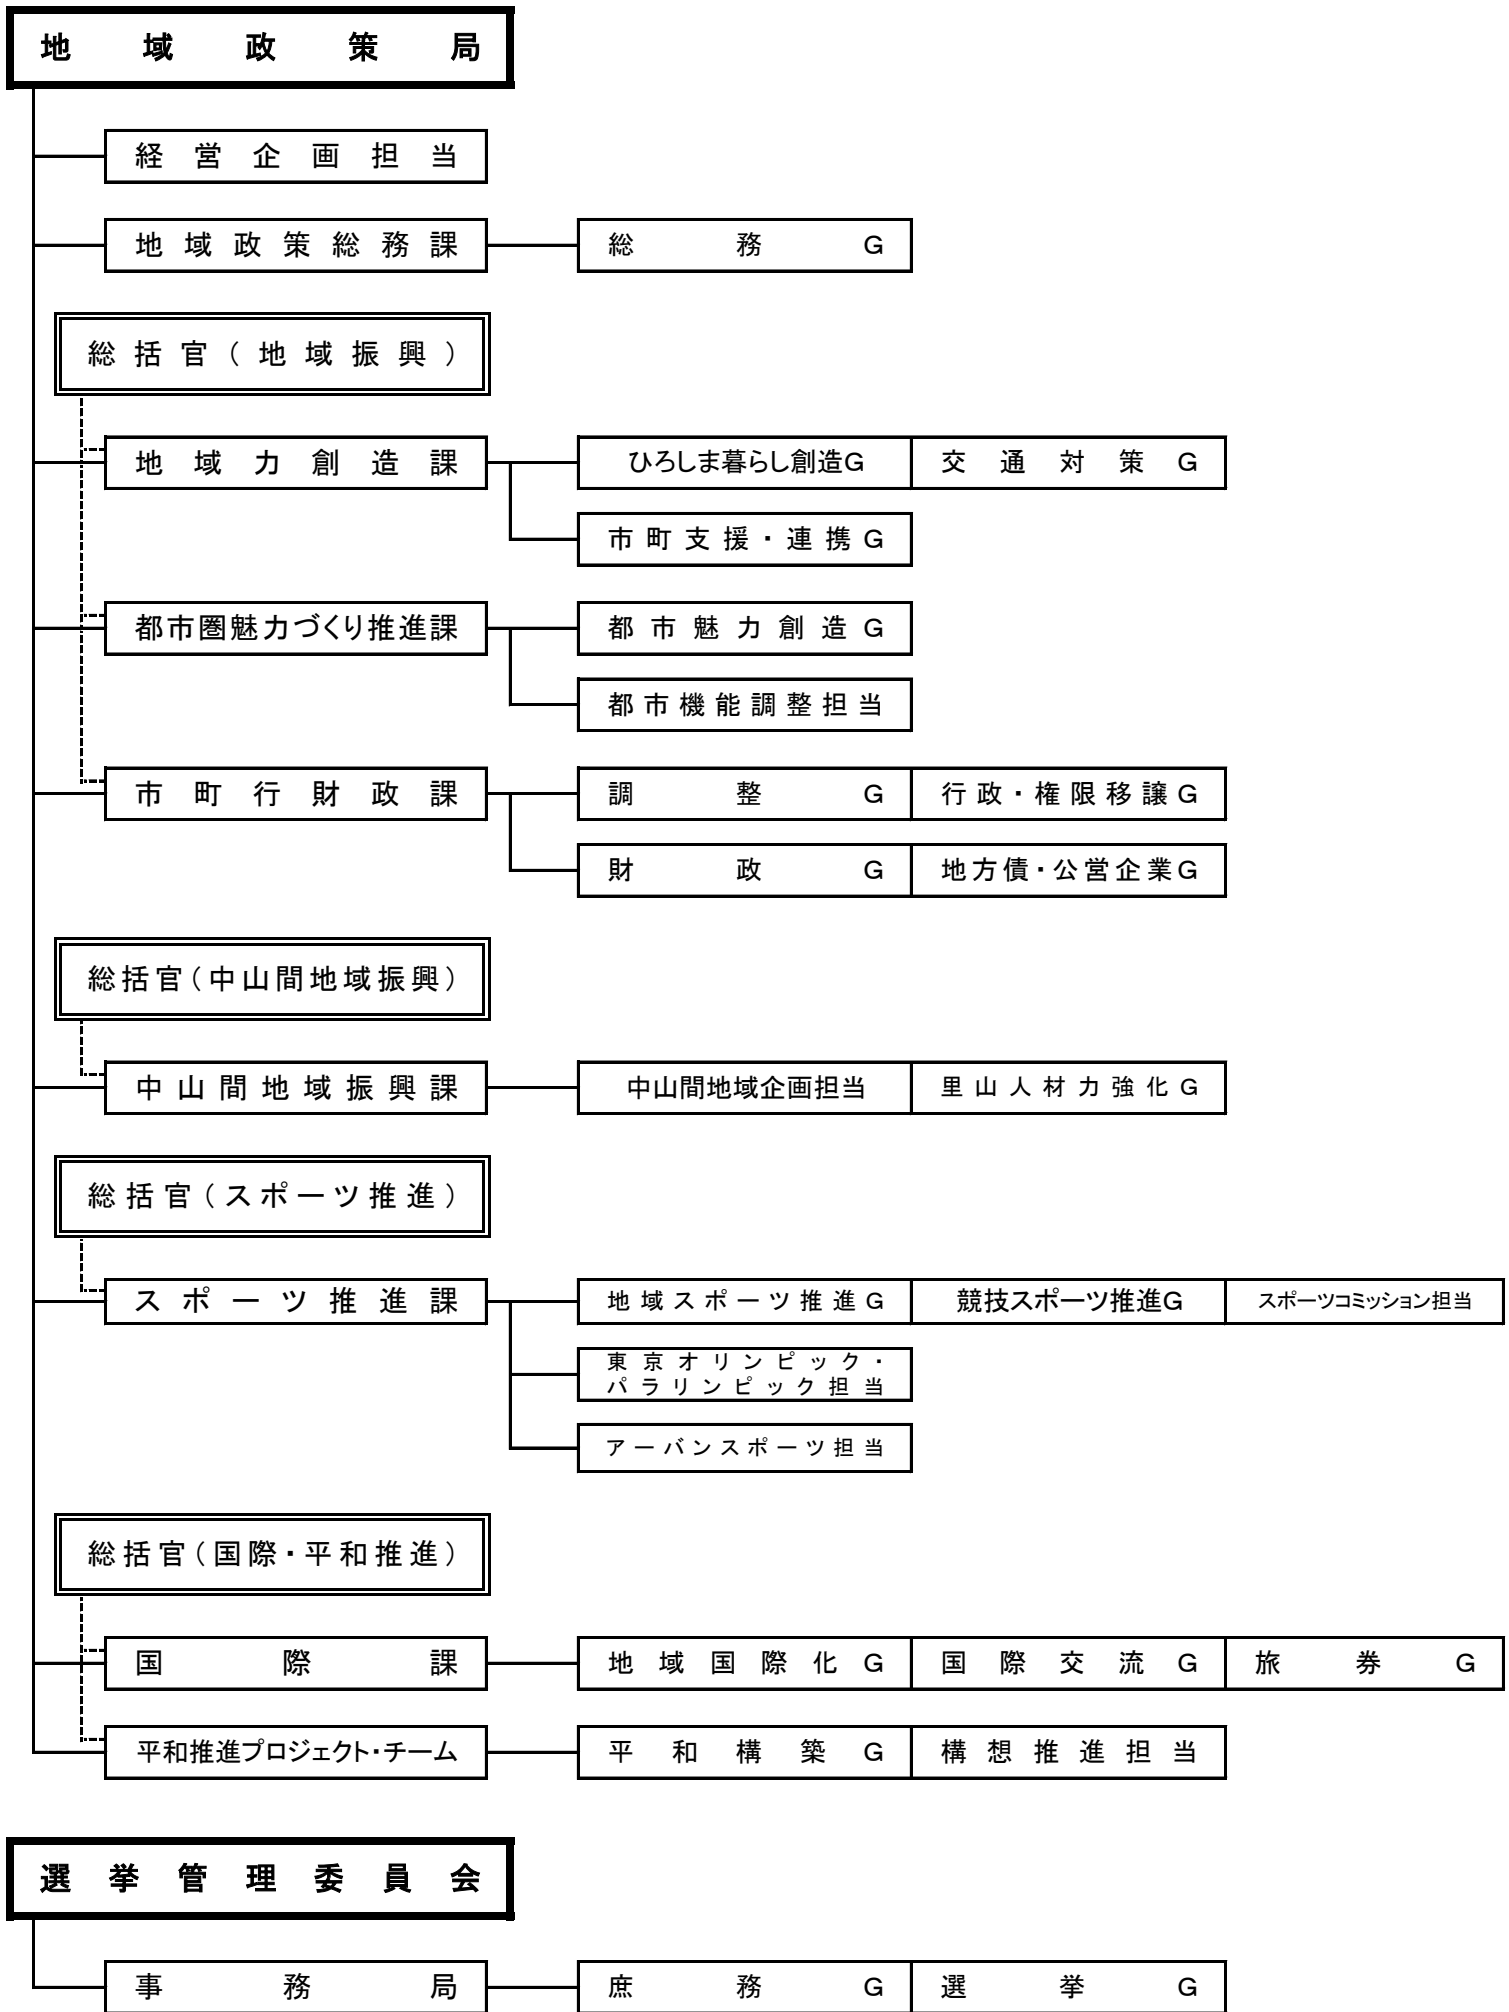 地域政策局
経営企画担当
地域政策総務課 総務G
総括官（地域振興）
地域力創造課 ひろしま暮らし創造G 交通対策G
市町支援・連携G
都市圏魅力づくり推進課 都市魅力創造G
都市機能調整担当
市町行財政課 調整G 行政・権限移譲G
財政G 地方債・公営企業G
総括官（中山間地域振興）
中山間地域振興課 中山間地域企画担当 里山人材力強化G
総括官（スポーツ推進）
スポーツ推進課 地域スポーツ推進G 競技スポーツ推進G スポーツコミッション担当
東京オリンピック・
パラリンピック担当
アーバンスポーツ担当
総括官（国際・平和推進）
国際課 地域国際化G 国際交流G 旅券G
平和推進プロジェクト・チーム 平和構築G 構想推進担当
選挙管理委員会
事務局 庶務G 選挙G